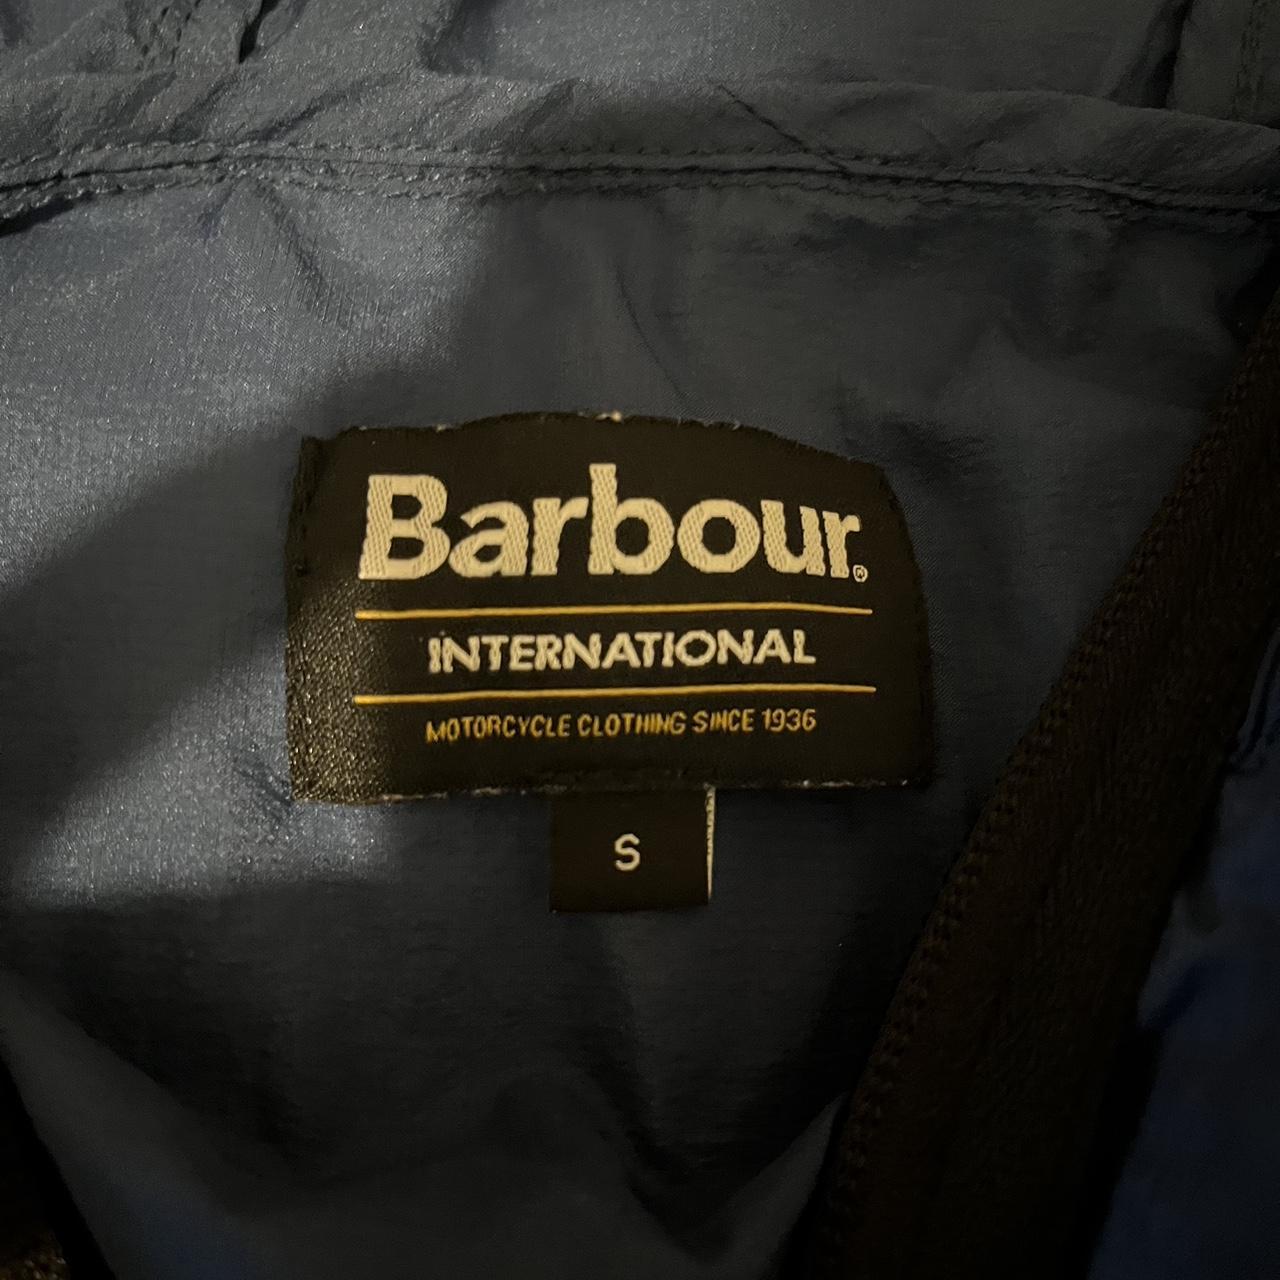 Barbour®
INTERNATIONAL
MOTORCYCLE CLOTHING SINCE 1936
S